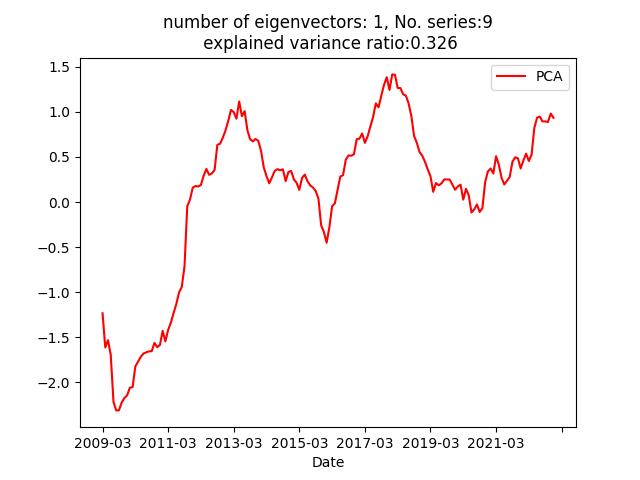 number of eigenvectors: 1, No. series:9
explained variance ratio:0.326
PCA
1.5
1.0
0.5
0.0
−0.5
−1.0
−1.5
−2.0
2009-03 2011-03 2013-03 2015-03 2017-03 2019-03 2021-03
Date